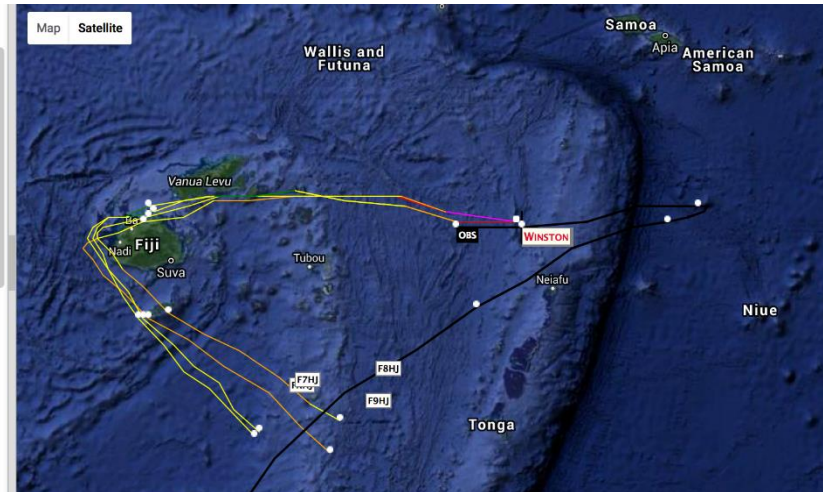 Map Satellite
Samoa
Apia
American
Samoa
Wallis and
Futuna
Vanua Levu
Ba
Fiji
Nadi
Suva
OBS
WINSTON
Tubou
Neiafu
Niue
F8HJ
F7HJ
F9HJ
Tonga